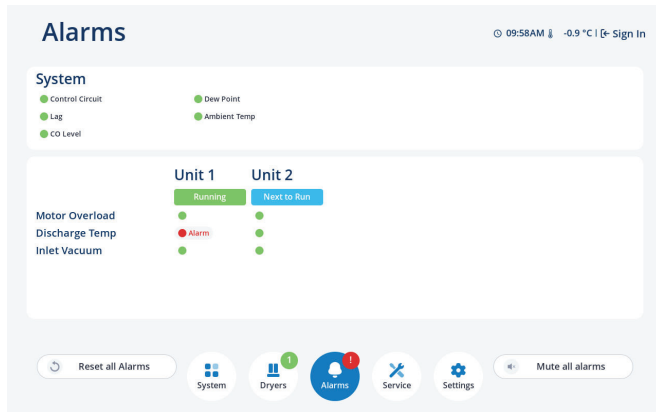 Alarms
09:58AM -0.9 °C | Sign In
System
Control Circuit Dew Point
Lag Ambient Temp
CO Level
Unit 1 Unit 2
Running Next to Run
Motor Overload
Discharge Temp Alarm
Inlet Vacuum
Reset all Alarms
1 !
System Dryers Alarms Service Settings
Mute all alarms